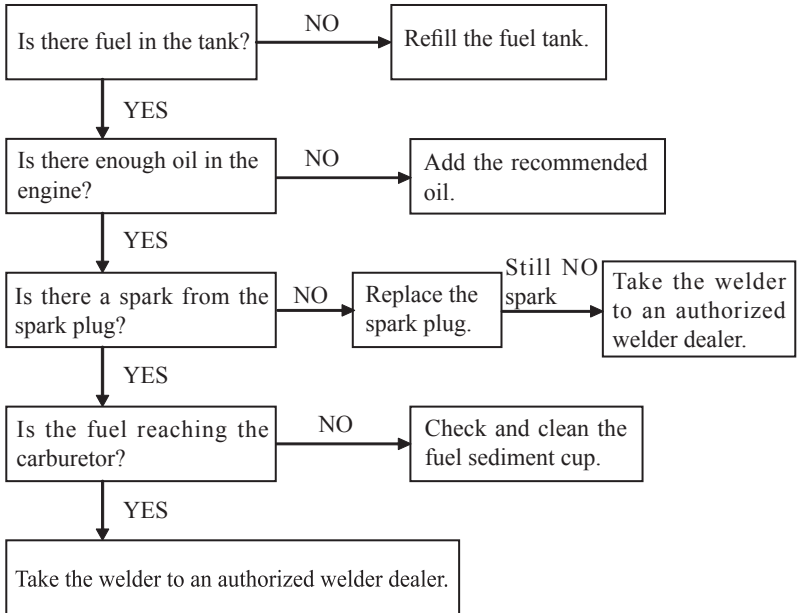 Is there fuel in the tank?
NO
Refill the fuel tank.
YES
Is there enough oil in the
engine?
NO
Add the recommended
oil.
YES
Is there a spark from the
spark plug?
NO
Replace the
spark plug.
Still NO
spark
Take the welder
to an authorized
welder dealer.
YES
Is the fuel reaching the
carburetor?
NO
Check and clean the
fuel sediment cup.
YES
Take the welder to an authorized welder dealer.